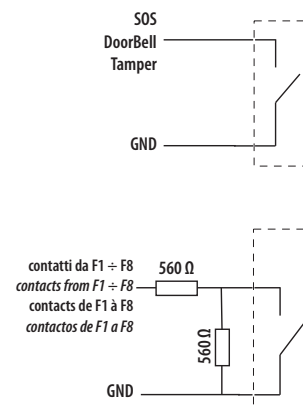 SOS
DoorBell
Tamper
GND
contatti da F1 ÷ F8
560 Ω
contacts from F1 ÷ F8
contacts de F1 à F8
contactos de F1 a F8
560 Ω
GND